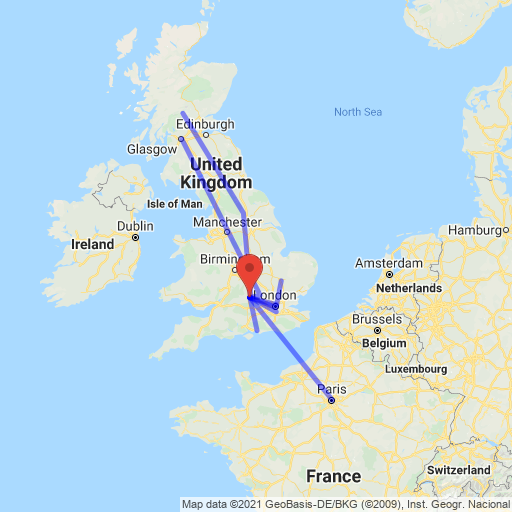 North Sea
Edinburgh
Glasgow
United
Kingdom
Isle of Man
Manchester
Dublin
Ireland
Hamburg
Birmingham
Amsterdam
Netherlands
London
Brussels
Belgium
Luxembourg
Paris
France
Switzerland
Map data ©2021 GeoBasis-DE/BKG (©2009), Inst. Geogr. Nacional